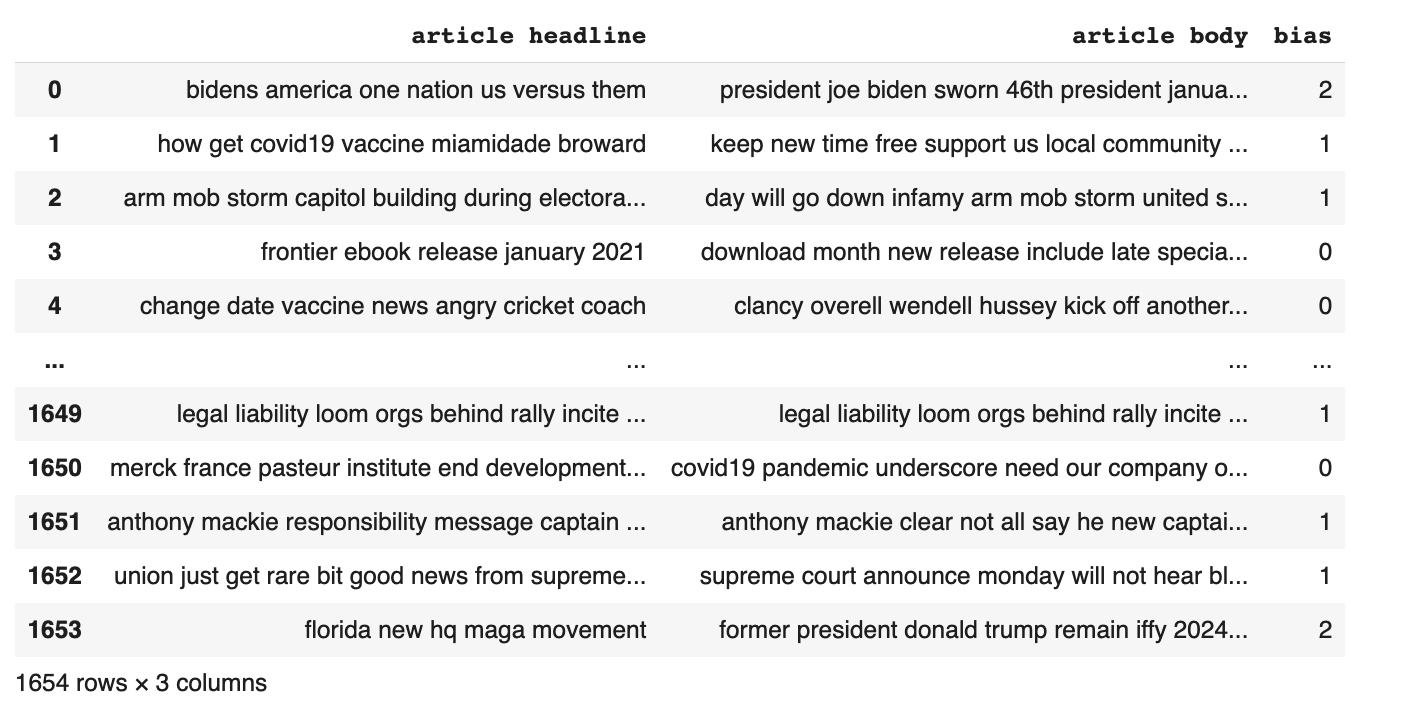 article headline article body bias
0 bidens america one nation us versus them president joe biden sworn 46th president janua... 2
1 how get covid19 vaccine miamidade broward keep new time free support us local community ... 1
2 arm mob storm capitol building during electora... day will go down infamy arm mob storm united s... 1
3 frontier ebook release january 2021 download month new release include late specia... 0
4 change date vaccine news angry cricket coach clancy overell wendell hussey kick off another... 0
... ... ... ...
1649 legal liability loom orgs behind rally incite ... legal liability loom orgs behind rally incite ... 1
1650 merck france pasteur institute end development... covid19 pandemic underscore need our company o... 0
1651 anthony mackie responsibility message captain ... anthony mackie clear not all say he new captai... 1
1652 union just get rare bit good news from supreme... supreme court announce monday will not hear bl... 1
1653 florida new hq maga movement former president donald trump remain iffy 2024... 2
1654 rows × 3 columns